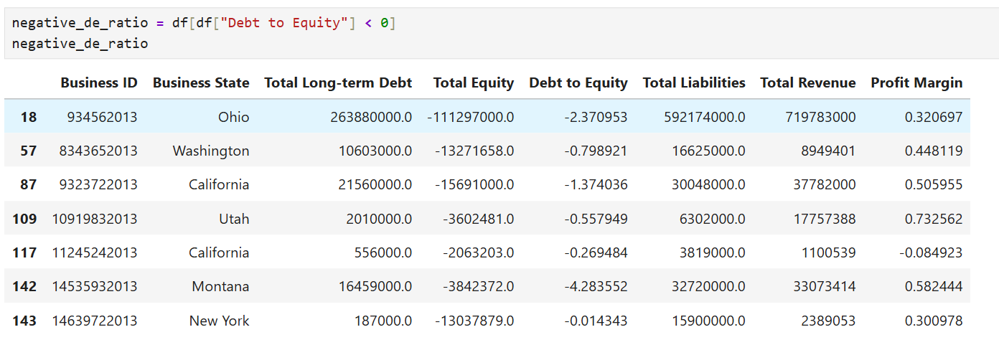 negative_de_ratio = df[df["Debt to Equity"] < 0]
negative_de_ratio
Business ID Business State Total Long-term Debt Total Equity Debt to Equity Total Liabilities Total Revenue Profit Margin
18 934562013 Ohio 263880000.0 -111297000.0 -2.370953 592174000.0 719783000 0.320697
57 8343652013 Washington 10603000.0 -13271658.0 -0.798921 16625000.0 8949401 0.448119
87 9323722013 California 21560000.0 -15691000.0 -1.374036 30048000.0 37782000 0.505955
109 10919832013 Utah 2010000.0 -3602481.0 -0.557949 6302000.0 17757388 0.732562
117 11245242013 California 556000.0 -2063203.0 -0.269484 3819000.0 1100539 -0.084923
142 14535932013 Montana 16459000.0 -3842372.0 -4.283552 32720000.0 33073414 0.582444
143 14639722013 New York 187000.0 -13037879.0 -0.014343 15900000.0 2389053 0.300978